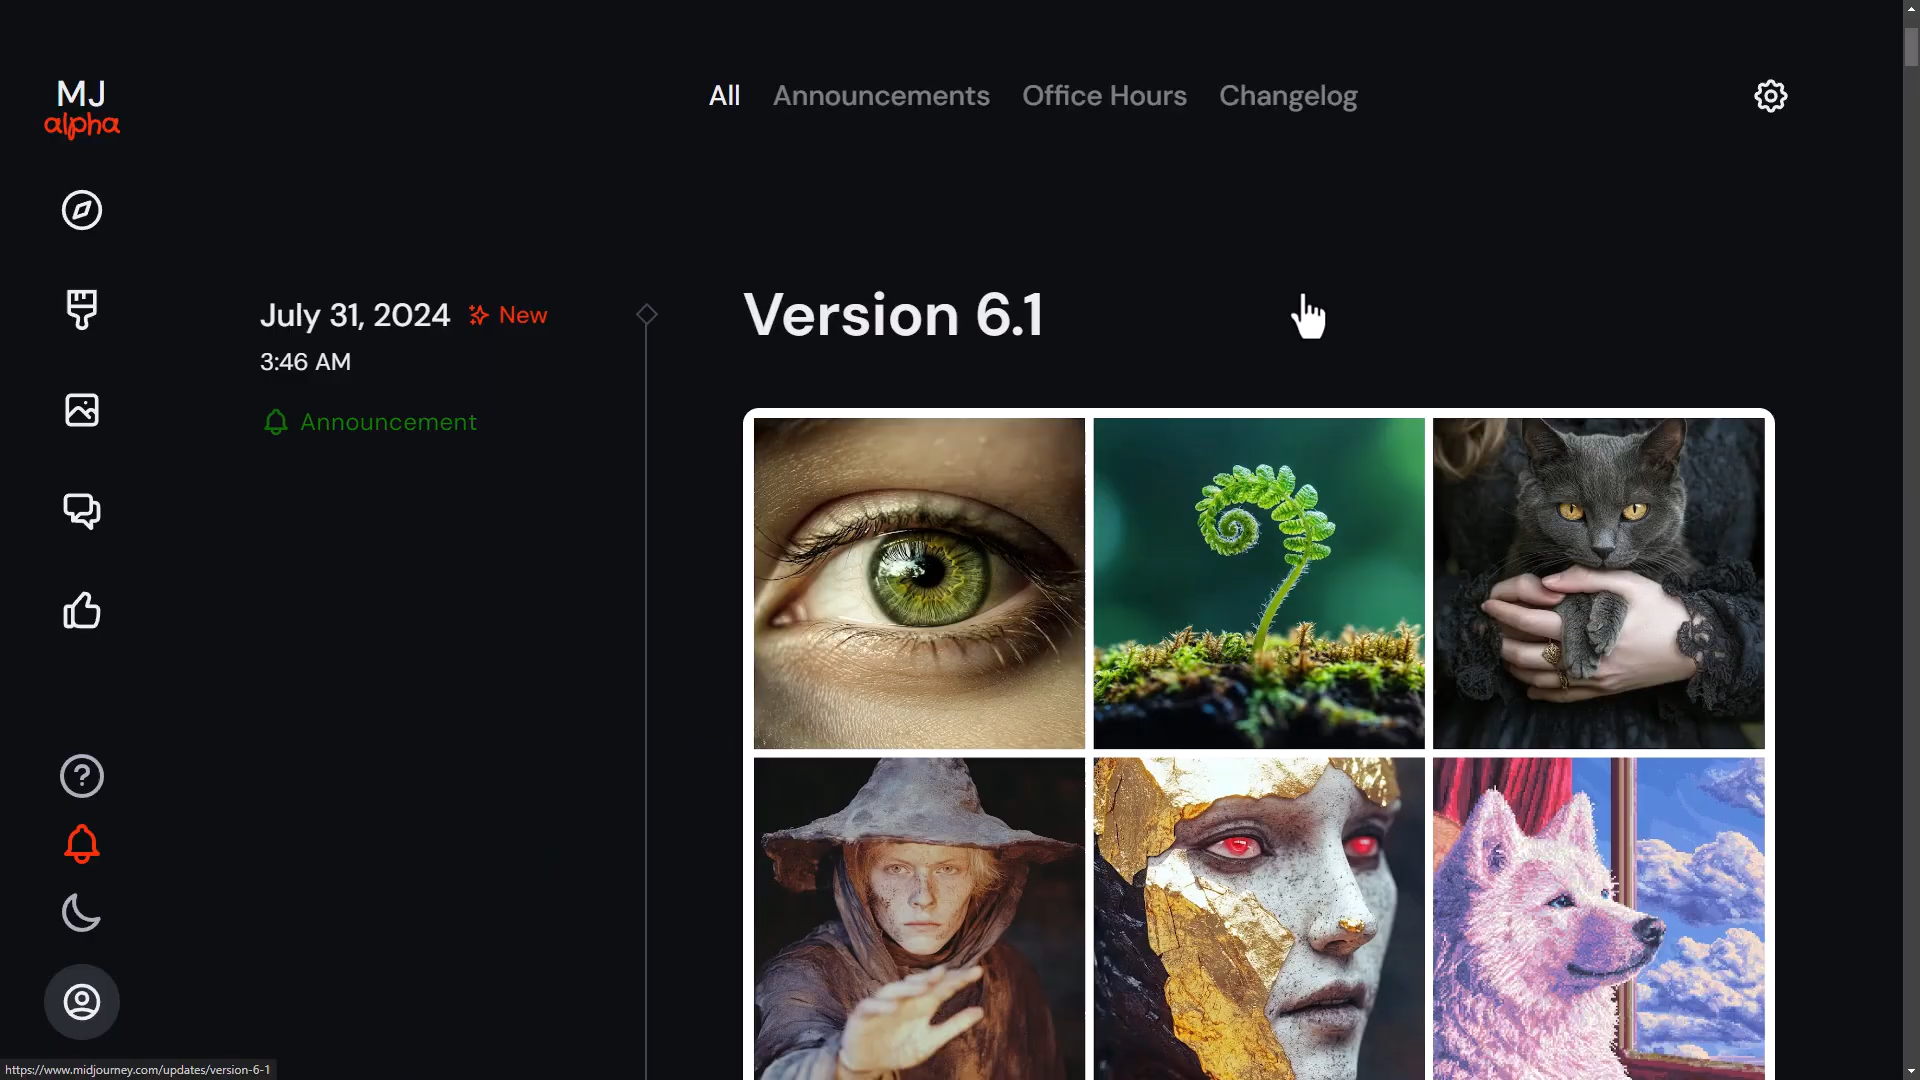 MJ
alpha
All
Announcements
Office Hours
Changelog
July 31, 2024
New
3:46 AM
Announcement
Version 6.1
https://www.midjourney.com/updates/version-6-1